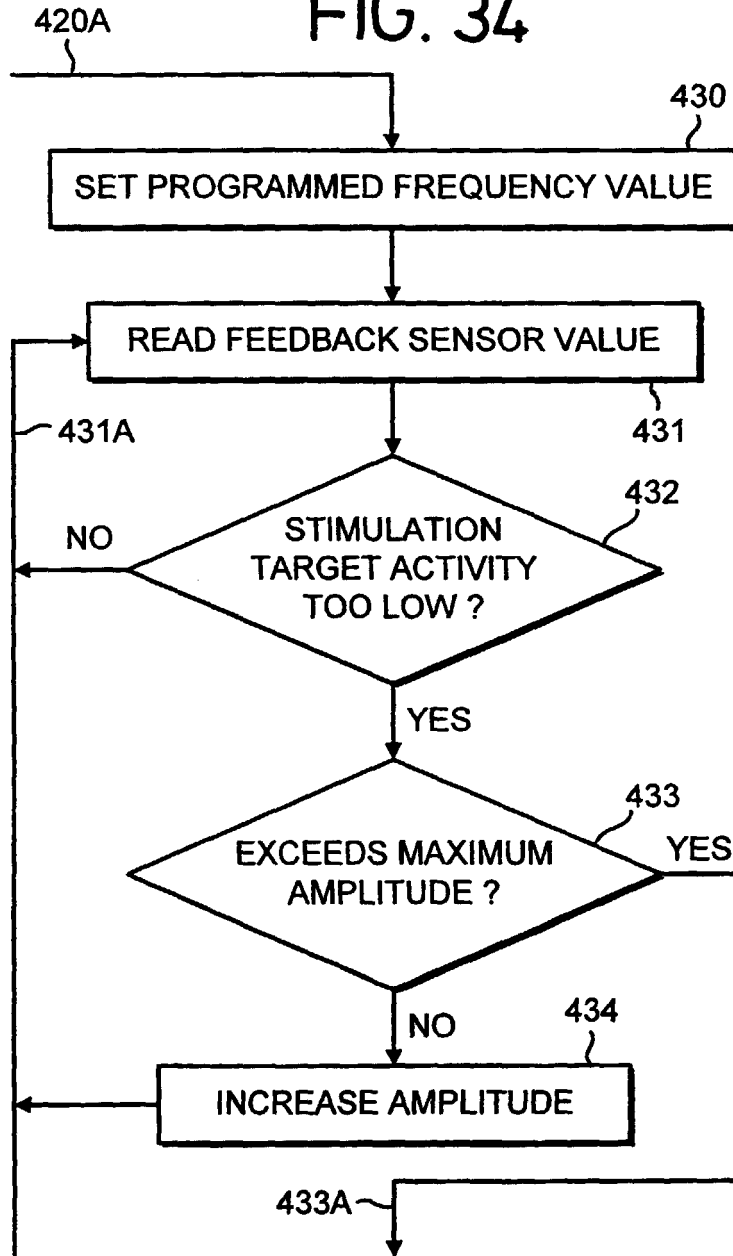 FIG. 34
420A
430
SET PROGRAMMED FREQUENCY VALUE
READ FEEDBACK SENSOR VALUE
431
431A
432
NO
STIMULATION
TARGET ACTIVITY
TOO LOW ?
YES
433
EXCEEDS MAXIMUM
AMPLITUDE ?
YES
NO
434
INCREASE AMPLITUDE
433A